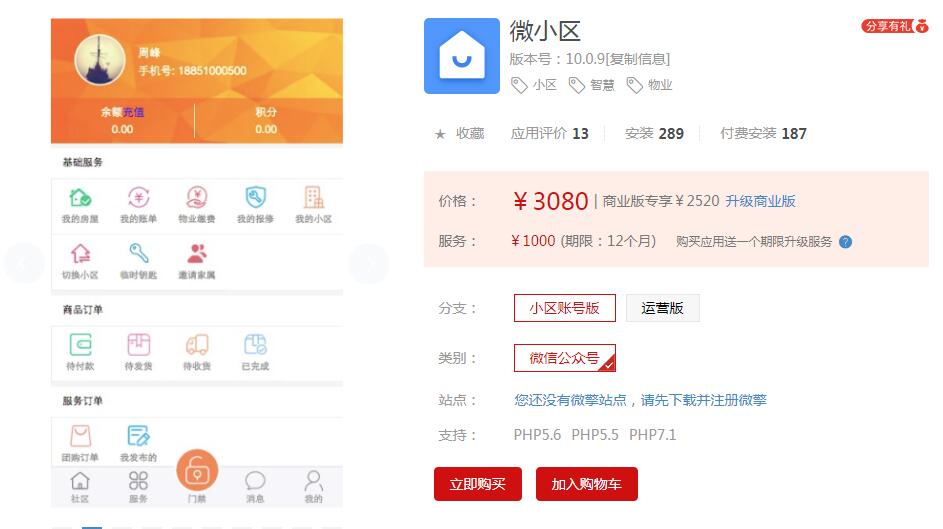 周峰
手机号: 18851000500
余额充值 积分
0.00 0.00
基础服务
我的房屋 我的账单 物业缴费 我的报修 我的小区
切换小区 临时钥匙 邀请家属
商品订单
待付款 待发货 待收货 已完成
服务订单
团购订单 我发布的
社区 服务 门禁 消息 我的
微小区
分享有礼
版本号：10.0.9[复制信息]
小区 智慧 物业
★ 收藏 应用评价 13 安装 289 付费安装 187
价格： ￥3080 | 商业版专享￥2520 升级商业版
服务： ￥1000 (期限：12个月) 购买应用送一个期限升级服务 ?
分支： 小区账号版 运营版
类别： 微信公众号
站点： 您还没有微擎站点，请先下载并注册微擎
支持： PHP5.6 PHP5.5 PHP7.1
立即购买 加入购物车